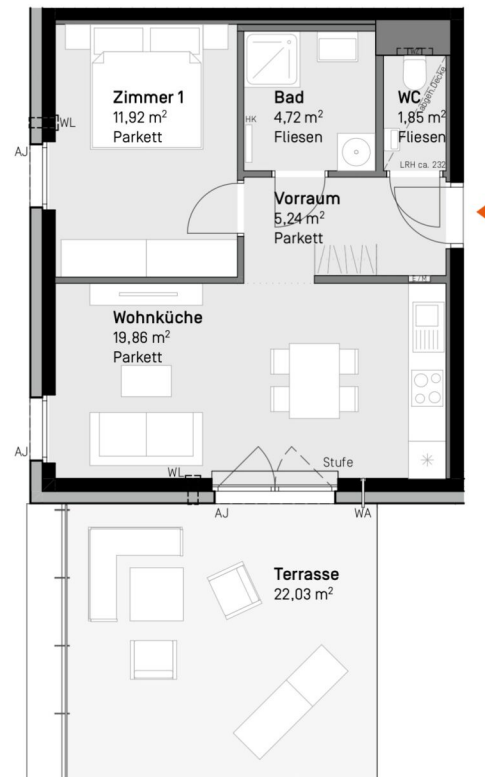 Zimmer 1
11,92 m²
Parkett
Bad
4,72 m²
Fliesen
WC
1,85 m²
Fliesen
abgeh. Decke
LRH ca. 232
WL
HK
AJ
Vorraum
5,24 m²
Parkett
E/M
Wohnküche
19,86 m²
Parkett
AJ
WL
Stufe
AJ
WA
Terrasse
22,03 m²